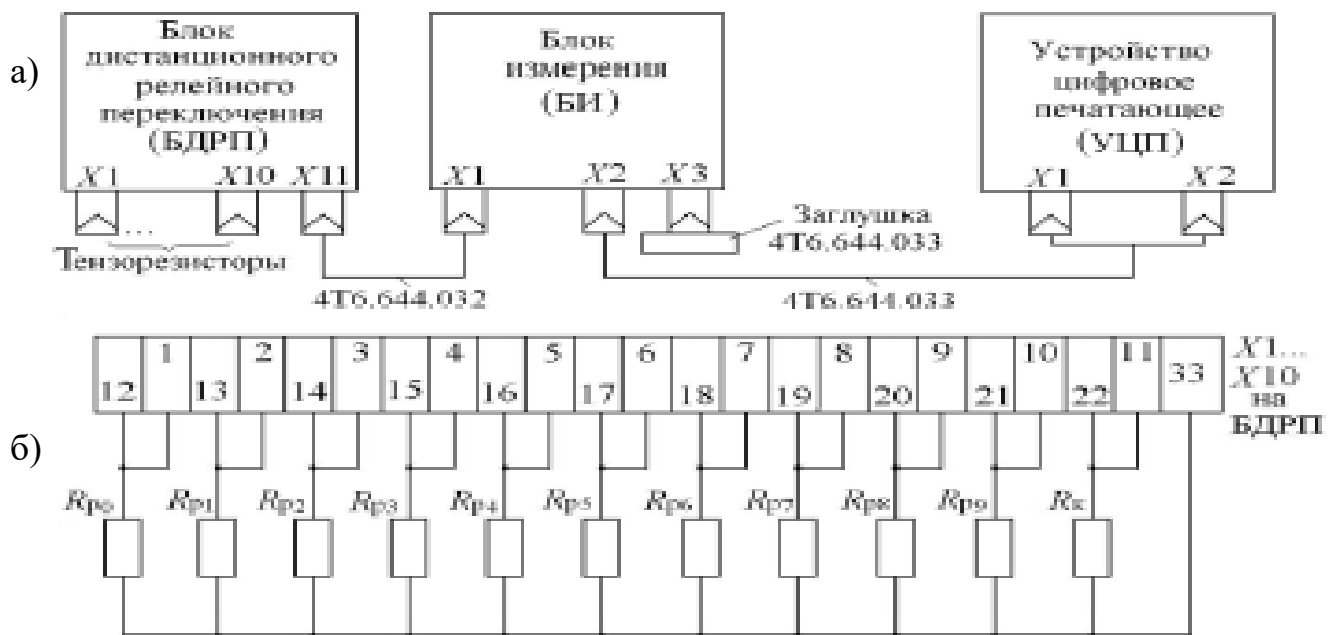 а)
Блок
дистанционного
релейного
переключения
(БДРП)
X1
X10
X11
...
Тензорезисторы
Блок
измерения
(БИ)
X1
X2
X3
Заглушка
4Т6.644.033
Устройство
цифровое
печатающее
(УЦП)
X1
X2
4Т6.644.032
4Т6.644.033
б)
12 1 13 2 14 3 15 4 16 5 17 6 18 7 19 8 20 9 21 10 22 11 33
X1...
X10
на
БДРП
Rр0 Rр1 Rр2 Rр3 Rр4 Rр5 Rр6 Rр7 Rр8 Rр9 Rк